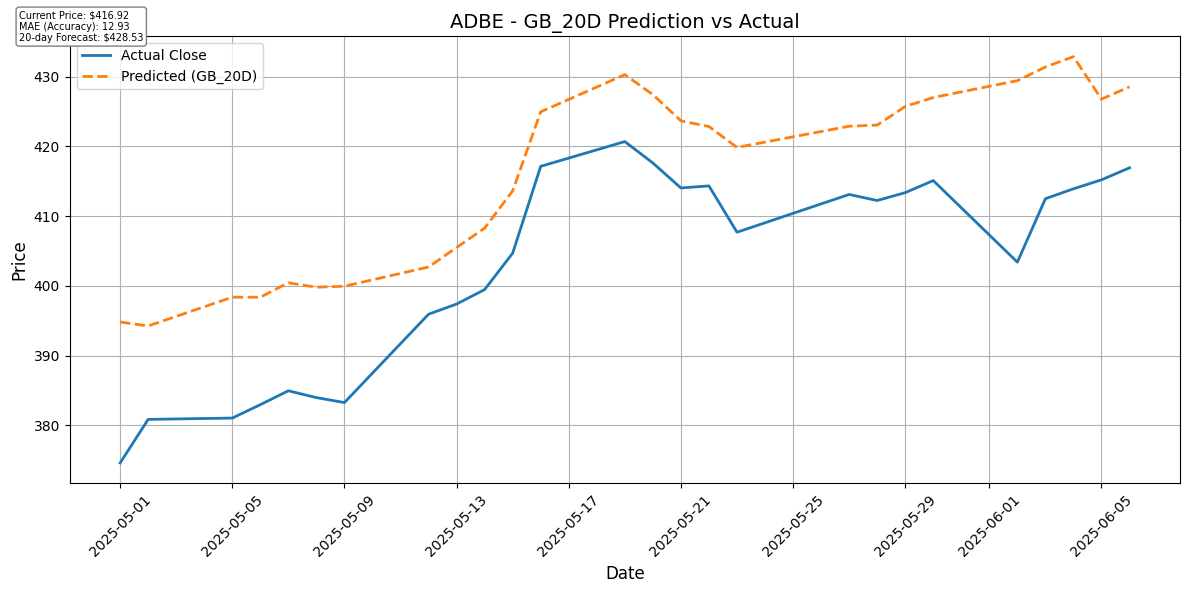 ADBE - GB_20D Prediction vs Actual
Current Price: $416.92
MAE (Accuracy): 12.93
20-day Forecast: $428.53
Actual Close
Predicted (GB_20D)
Price
430
420
410
400
390
380
2025-05-01
2025-05-05
2025-05-09
2025-05-13
2025-05-17
2025-05-21
2025-05-25
2025-05-29
2025-06-01
2025-06-05
Date